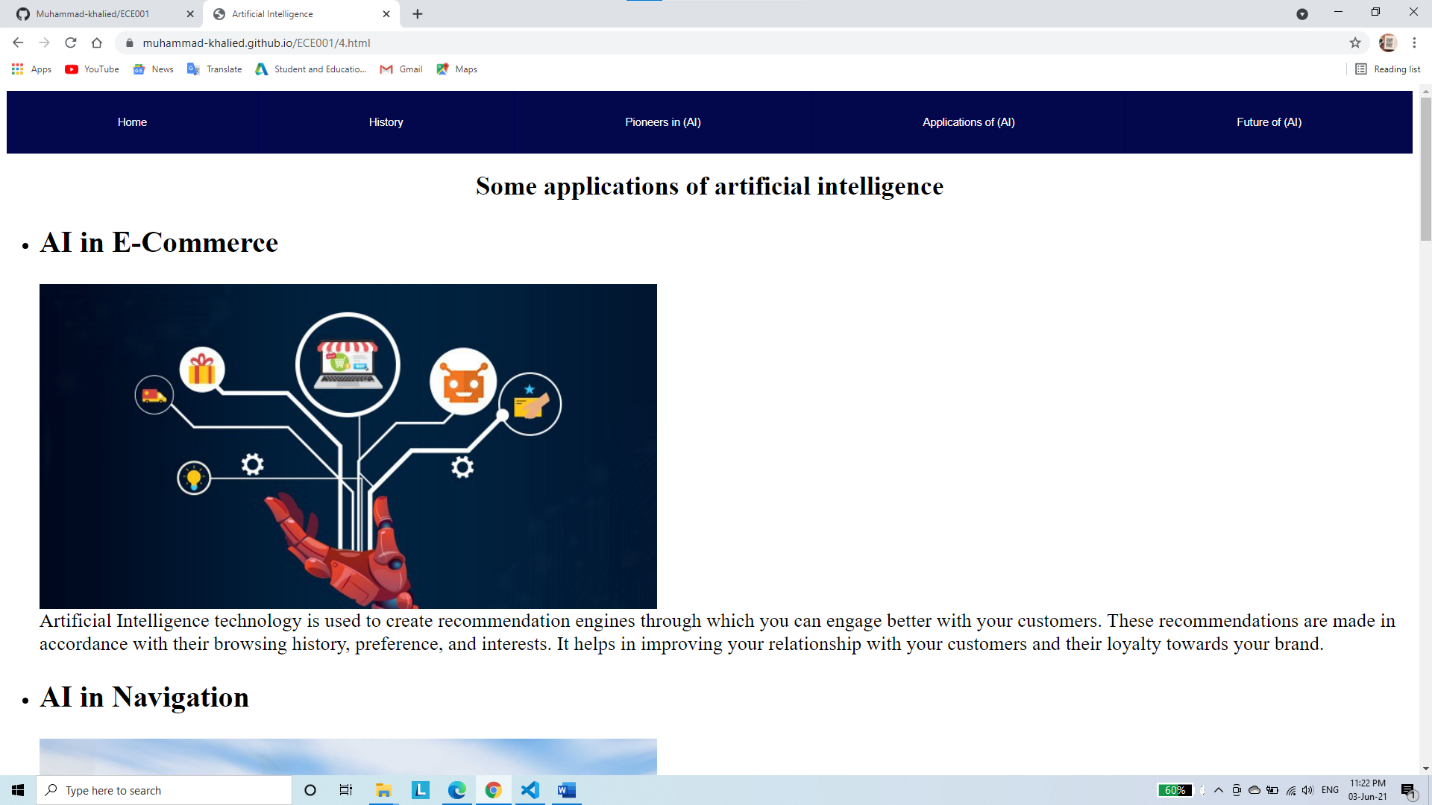 Muhammad-khalied/ECE001
Artificial Intelligence
muhammad-khalied.github.io/ECE001/4.html
Apps YouTube News Translate Student and Educatio... Gmail Maps Reading list
Home History Pioneers in (AI) Applications of (AI) Future of (AI)
Some applications of artificial intelligence
• AI in E-Commerce
Artificial Intelligence technology is used to create recommendation engines through which you can engage better with your customers. These recommendations are made in
accordance with their browsing history, preference, and interests. It helps in improving your relationship with your customers and their loyalty towards your brand.
• AI in Navigation
Type here to search
L
60%
ENG
11:22 PM
03-Jun-21
1